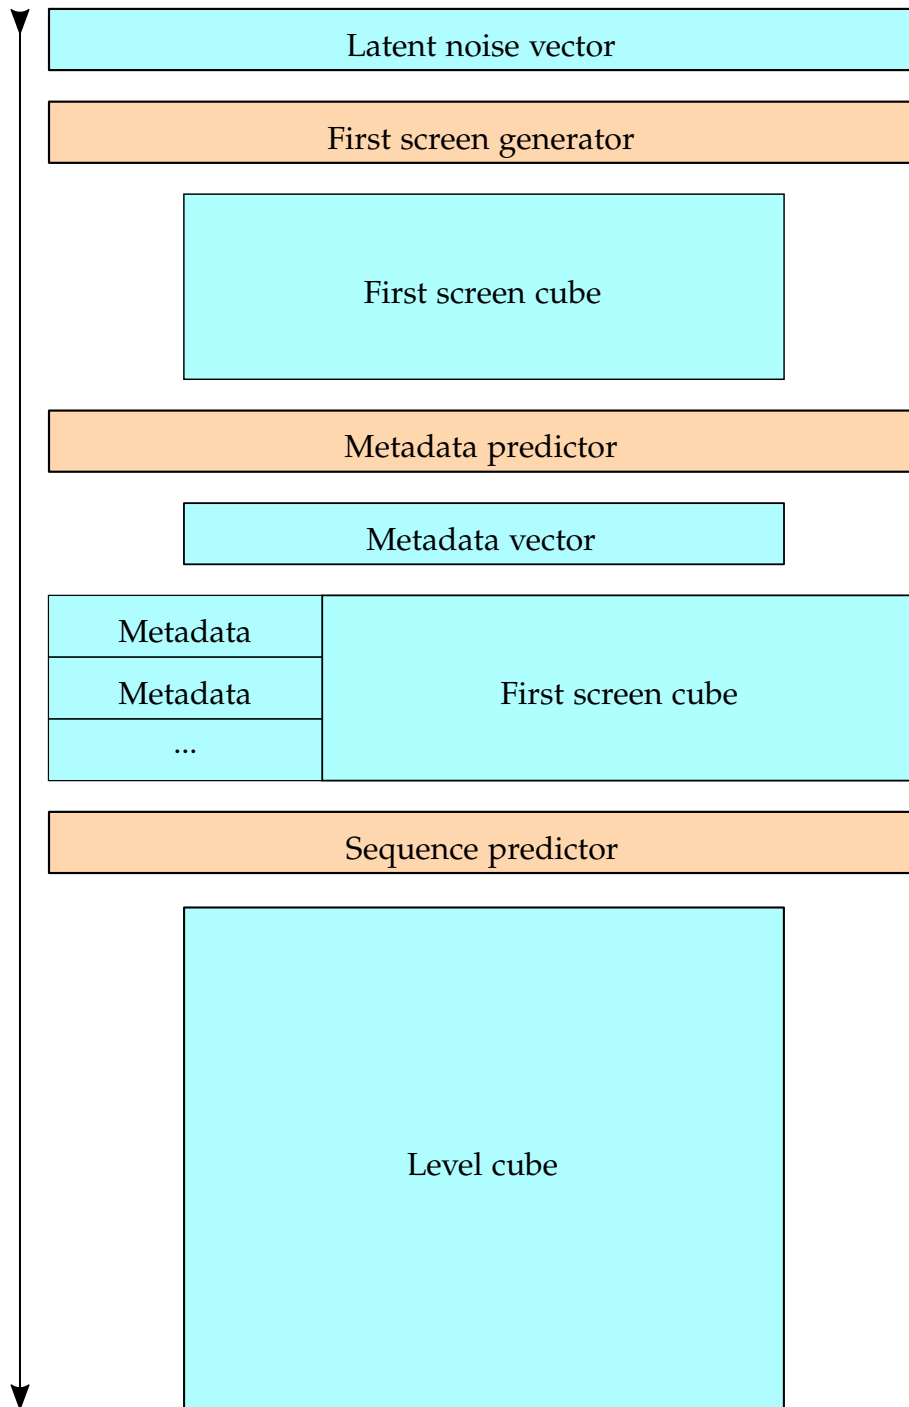 Latent noise vector
First screen generator
First screen cube
Metadata predictor
Metadata vector
Metadata
Metadata
...
First screen cube
Sequence predictor
Level cube